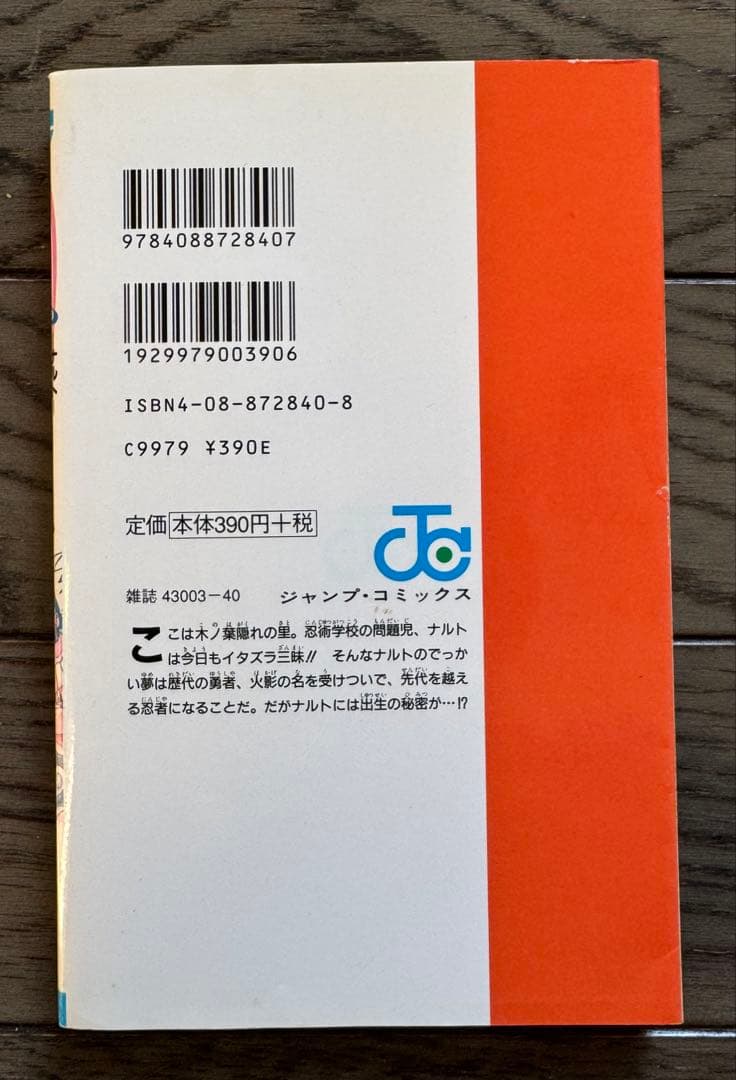 9784088728407
1929979003906
ISBN4-08-872840-8
C9979 ¥390E
定価 本体390円+税
雑誌 43003-40
ジャンプ・コミックス
ここは木ノ葉隠れの里。忍術学校の問題児、ナルト
は今日もイタズラ三昧!! そんなナルトのでっか
い夢は歴代の勇者、火影の名を受けついで、先代を越え
る忍者になることだ。だがナルトには出生の秘密が…!?